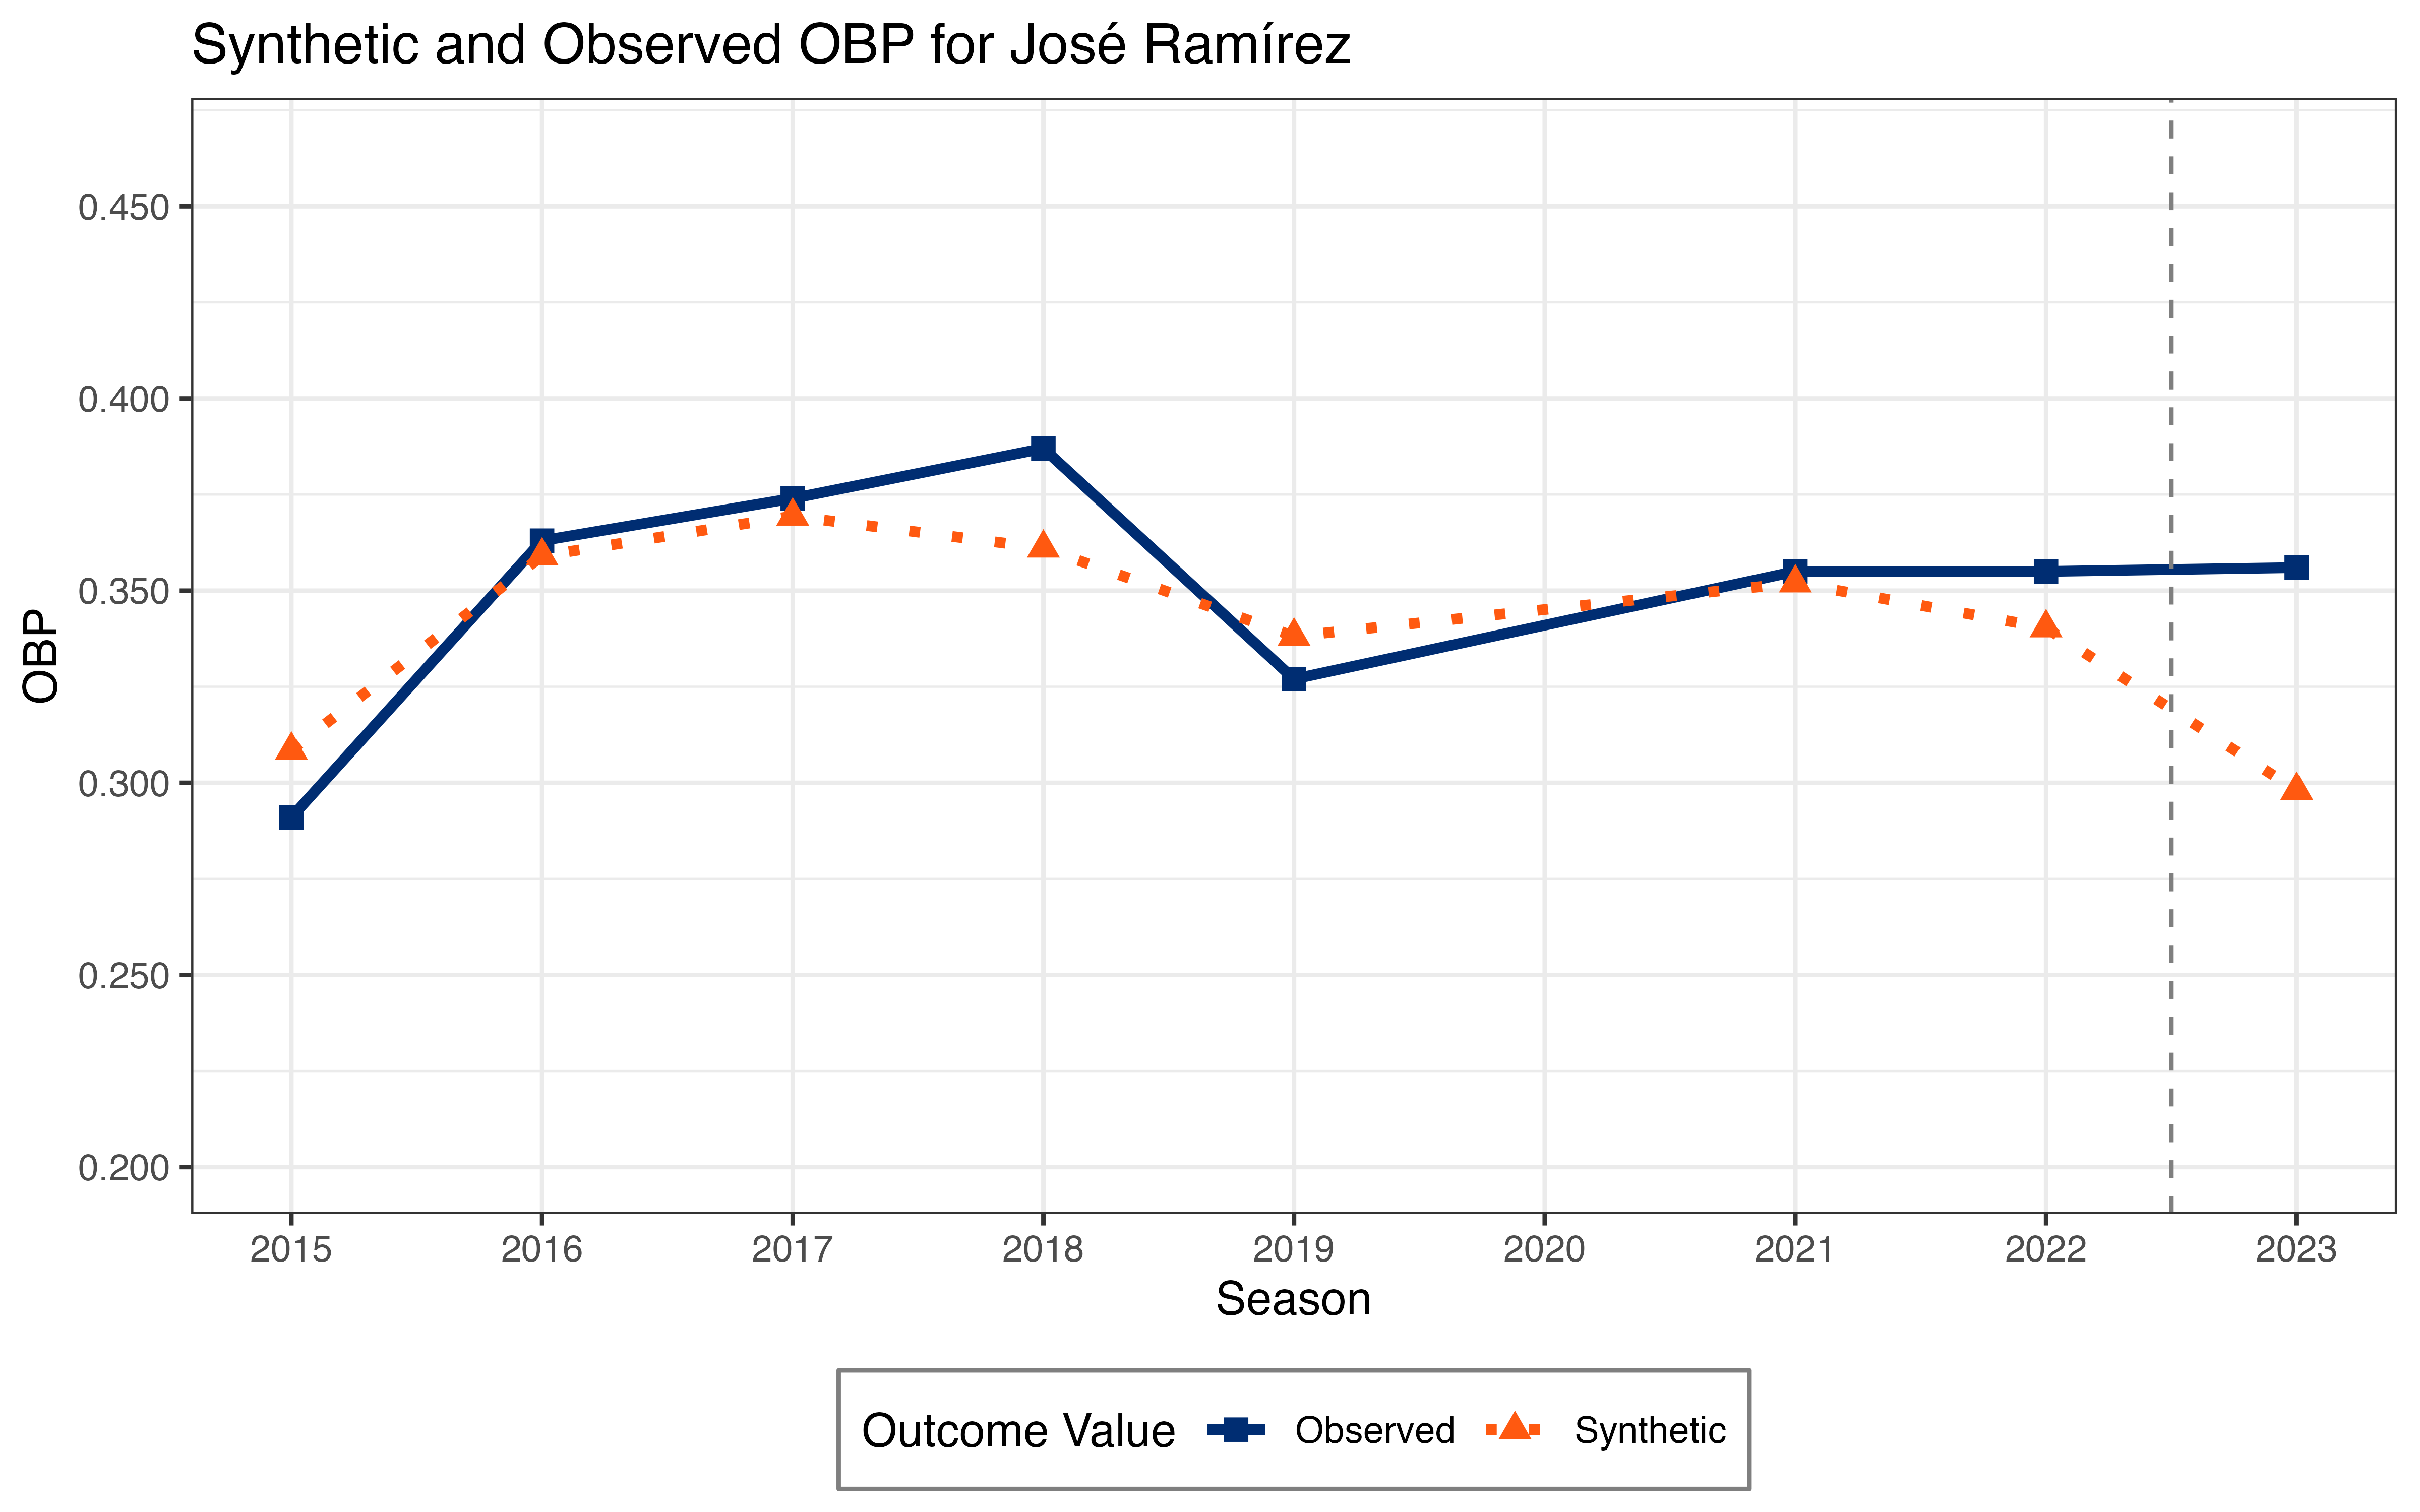 Synthetic and Observed OBP for José Ramírez
0.450
0.400
0.350
0.300
0.250
0.200
OBP
2015 2016 2017 2018 2019 2020 2021 2022 2023
Season
Outcome Value Observed Synthetic